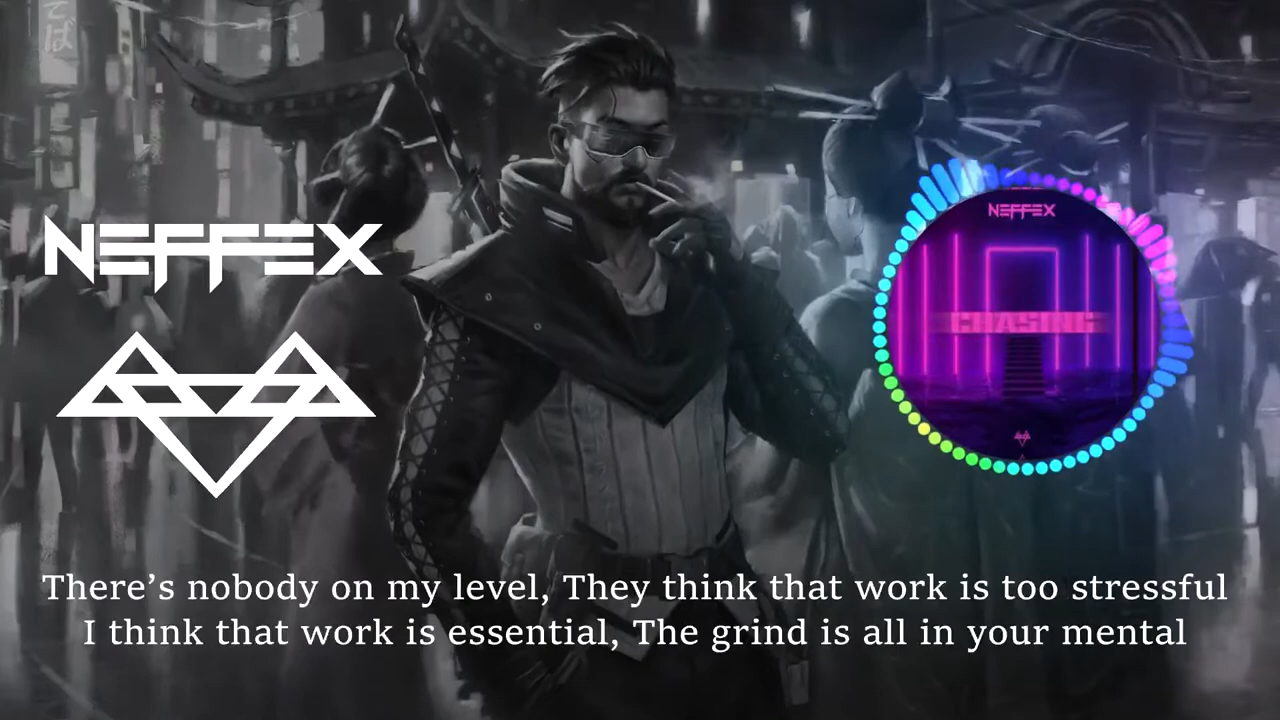 NEFFEX
NEFFEX
CHASING
There’s nobody on my level, They think that work is too stressful
I think that work is essential, The grind is all in your mental